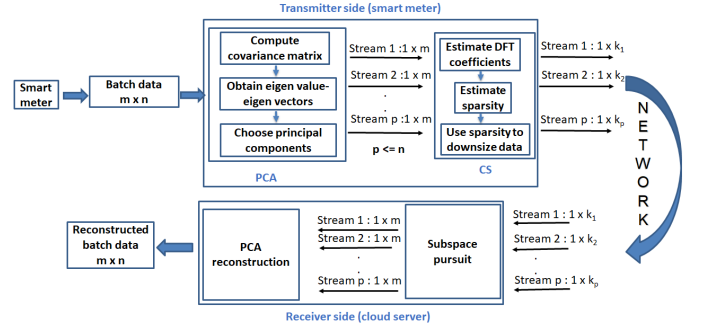 Transmitter side (smart meter)
Smart
meter
Batch data
m x n
Compute
covariance matrix
Obtain eigen value-
eigen vectors
Choose principal
components
PCA
Stream 1 :1 x m
Stream 2 :1 x m
.
.
Stream p :1 x m
p <= n
Estimate DFT
coefficients
Estimate
sparsity
Use sparsity to
downsize data
CS
Stream 1 : 1 x k₁
Stream 2 : 1 x k₂
Stream p : 1 x kₚ
N
E
T
W
O
R
K
Reconstructed
batch data
m x n
PCA
reconstruction
Stream 1 : 1 x m
Stream 2 : 1 x m
.
.
Stream p : 1 x m
Subspace
pursuit
Stream 1 : 1 x k₁
Stream 2 : 1 x k₂
.
.
Stream p : 1 x kₚ
Receiver side (cloud server)